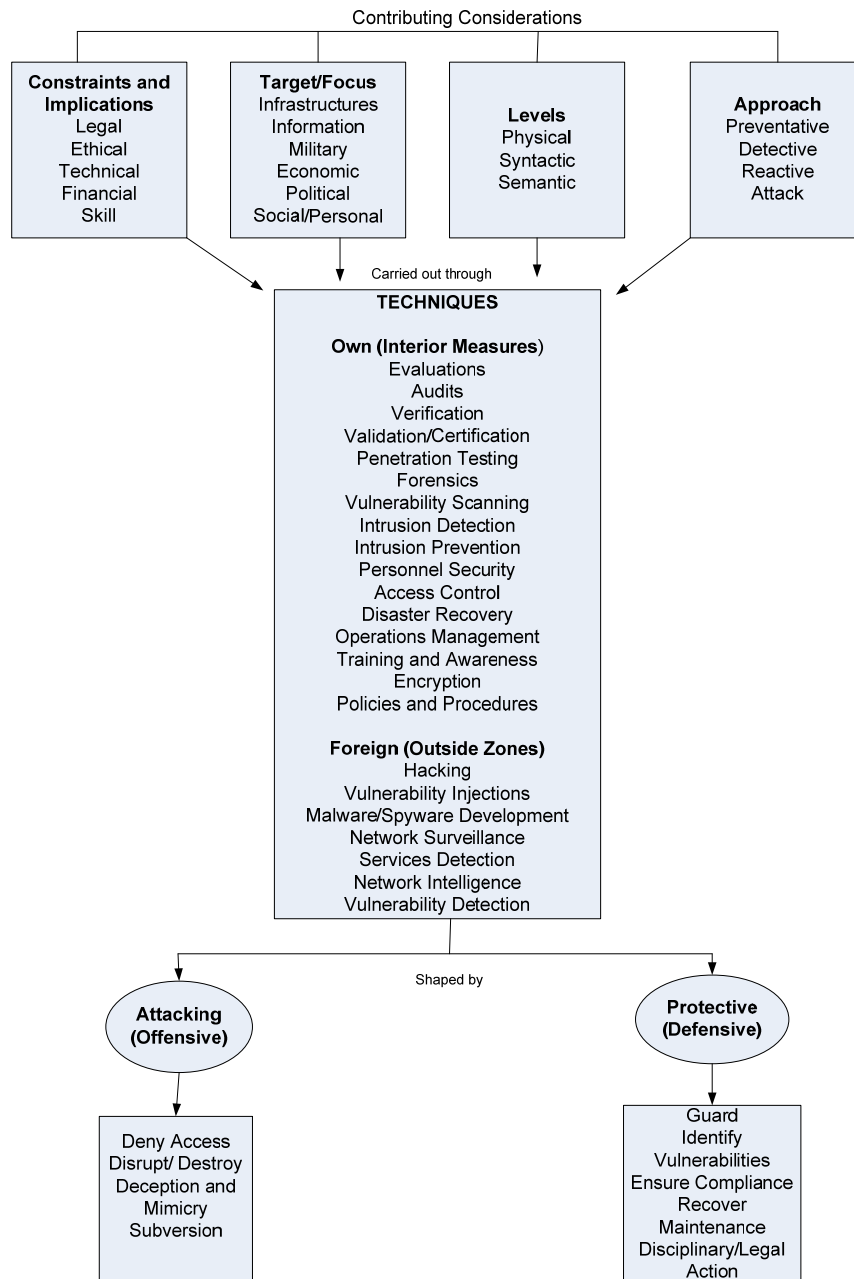 Contributing Considerations
Constraints and
Implications
Legal
Ethical
Technical
Financial
Skill
Target/Focus
Infrastructures
Information
Military
Economic
Political
Social/Personal
Levels
Physical
Syntactic
Semantic
Approach
Preventative
Detective
Reactive
Attack
Carried out through
TECHNIQUES
Own (Interior Measures)
Evaluations
Audits
Verification
Validation/Certification
Penetration Testing
Forensics
Vulnerability Scanning
Intrusion Detection
Intrusion Prevention
Personnel Security
Access Control
Disaster Recovery
Operations Management
Training and Awareness
Encryption
Policies and Procedures
Foreign (Outside Zones)
Hacking
Vulnerability Injections
Malware/Spyware Development
Network Surveillance
Services Detection
Network Intelligence
Vulnerability Detection
Shaped by
Attacking
(Offensive)
Protective
(Defensive)
Deny Access
Disrupt/ Destroy
Deception and
Mimicry
Subversion
Guard
Identify
Vulnerabilities
Ensure Compliance
Recover
Maintenance
Disciplinary/Legal
Action